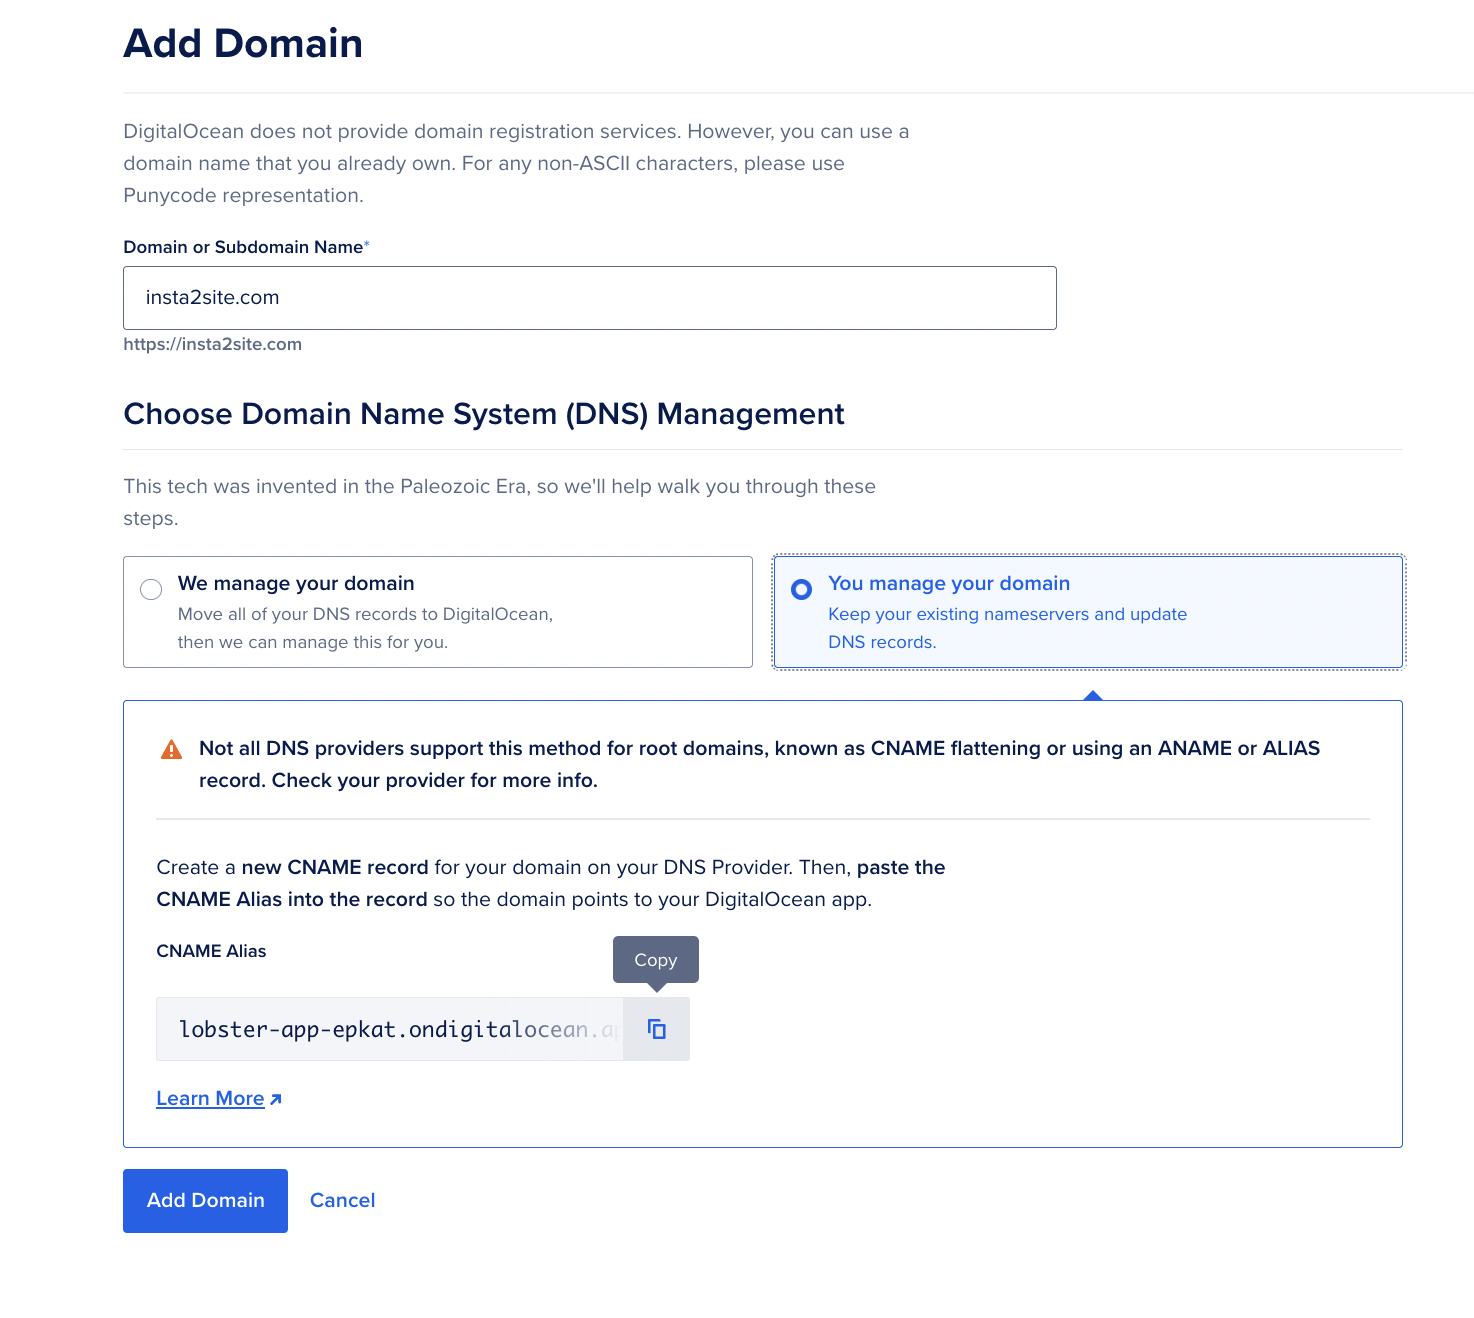 Add Domain
DigitalOcean does not provide domain registration services. However, you can use a
domain name that you already own. For any non-ASCII characters, please use
Punycode representation.
Domain or Subdomain Name*
insta2site.com
https://insta2site.com
Choose Domain Name System (DNS) Management
This tech was invented in the Paleozoic Era, so we'll help walk you through these
steps.
We manage your domain
Move all of your DNS records to DigitalOcean,
then we can manage this for you.
You manage your domain
Keep your existing nameservers and update
DNS records.
Not all DNS providers support this method for root domains, known as CNAME flattening or using an ANAME or ALIAS
record. Check your provider for more info.
Create a new CNAME record for your domain on your DNS Provider. Then, paste the
CNAME Alias into the record so the domain points to your DigitalOcean app.
CNAME Alias
Copy
lobster-app-epkat.ondigitalocean.ap
Learn More
Add Domain
Cancel